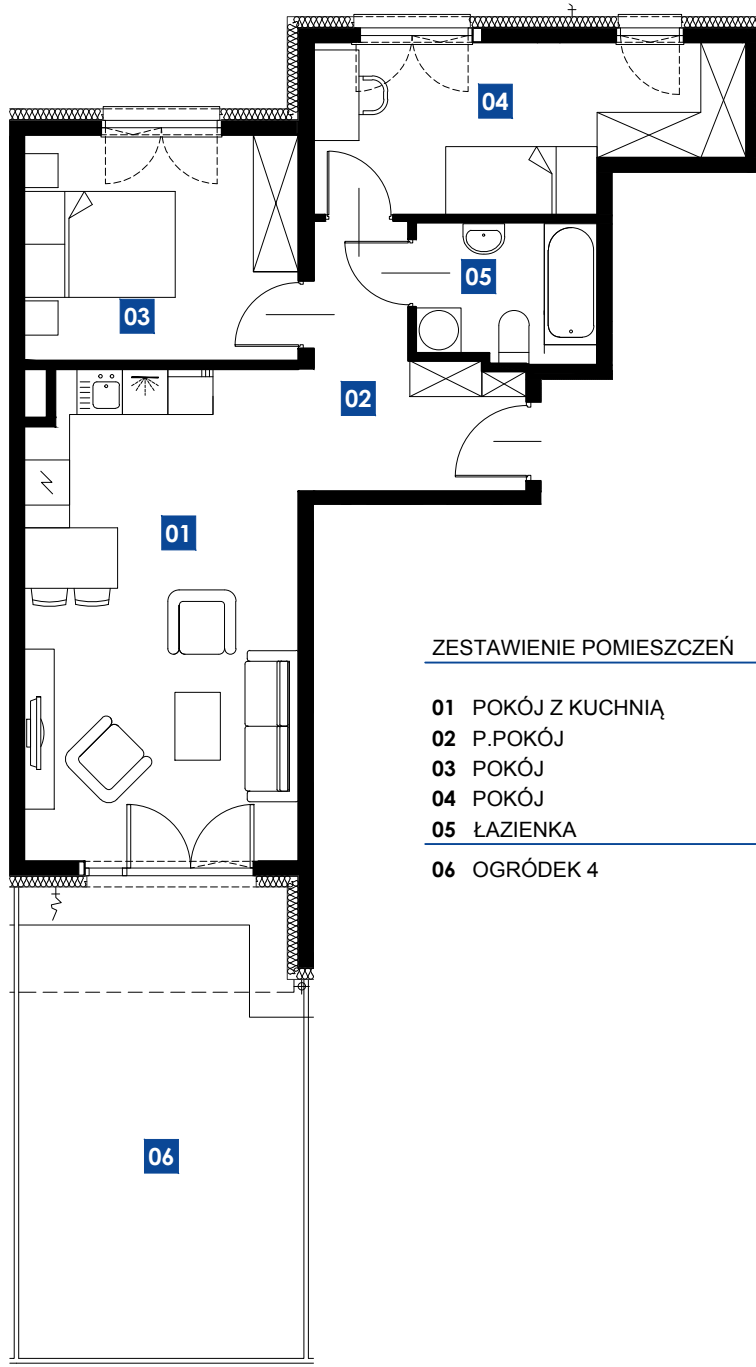 04
05
03
02
01
ZESTAWIENIE POMIESZCZEŃ
01 POKÓJ Z KUCHNIĄ
02 P.POKÓJ
03 POKÓJ
04 POKÓJ
05 ŁAZIENKA
06 OGRÓDEK 4
06